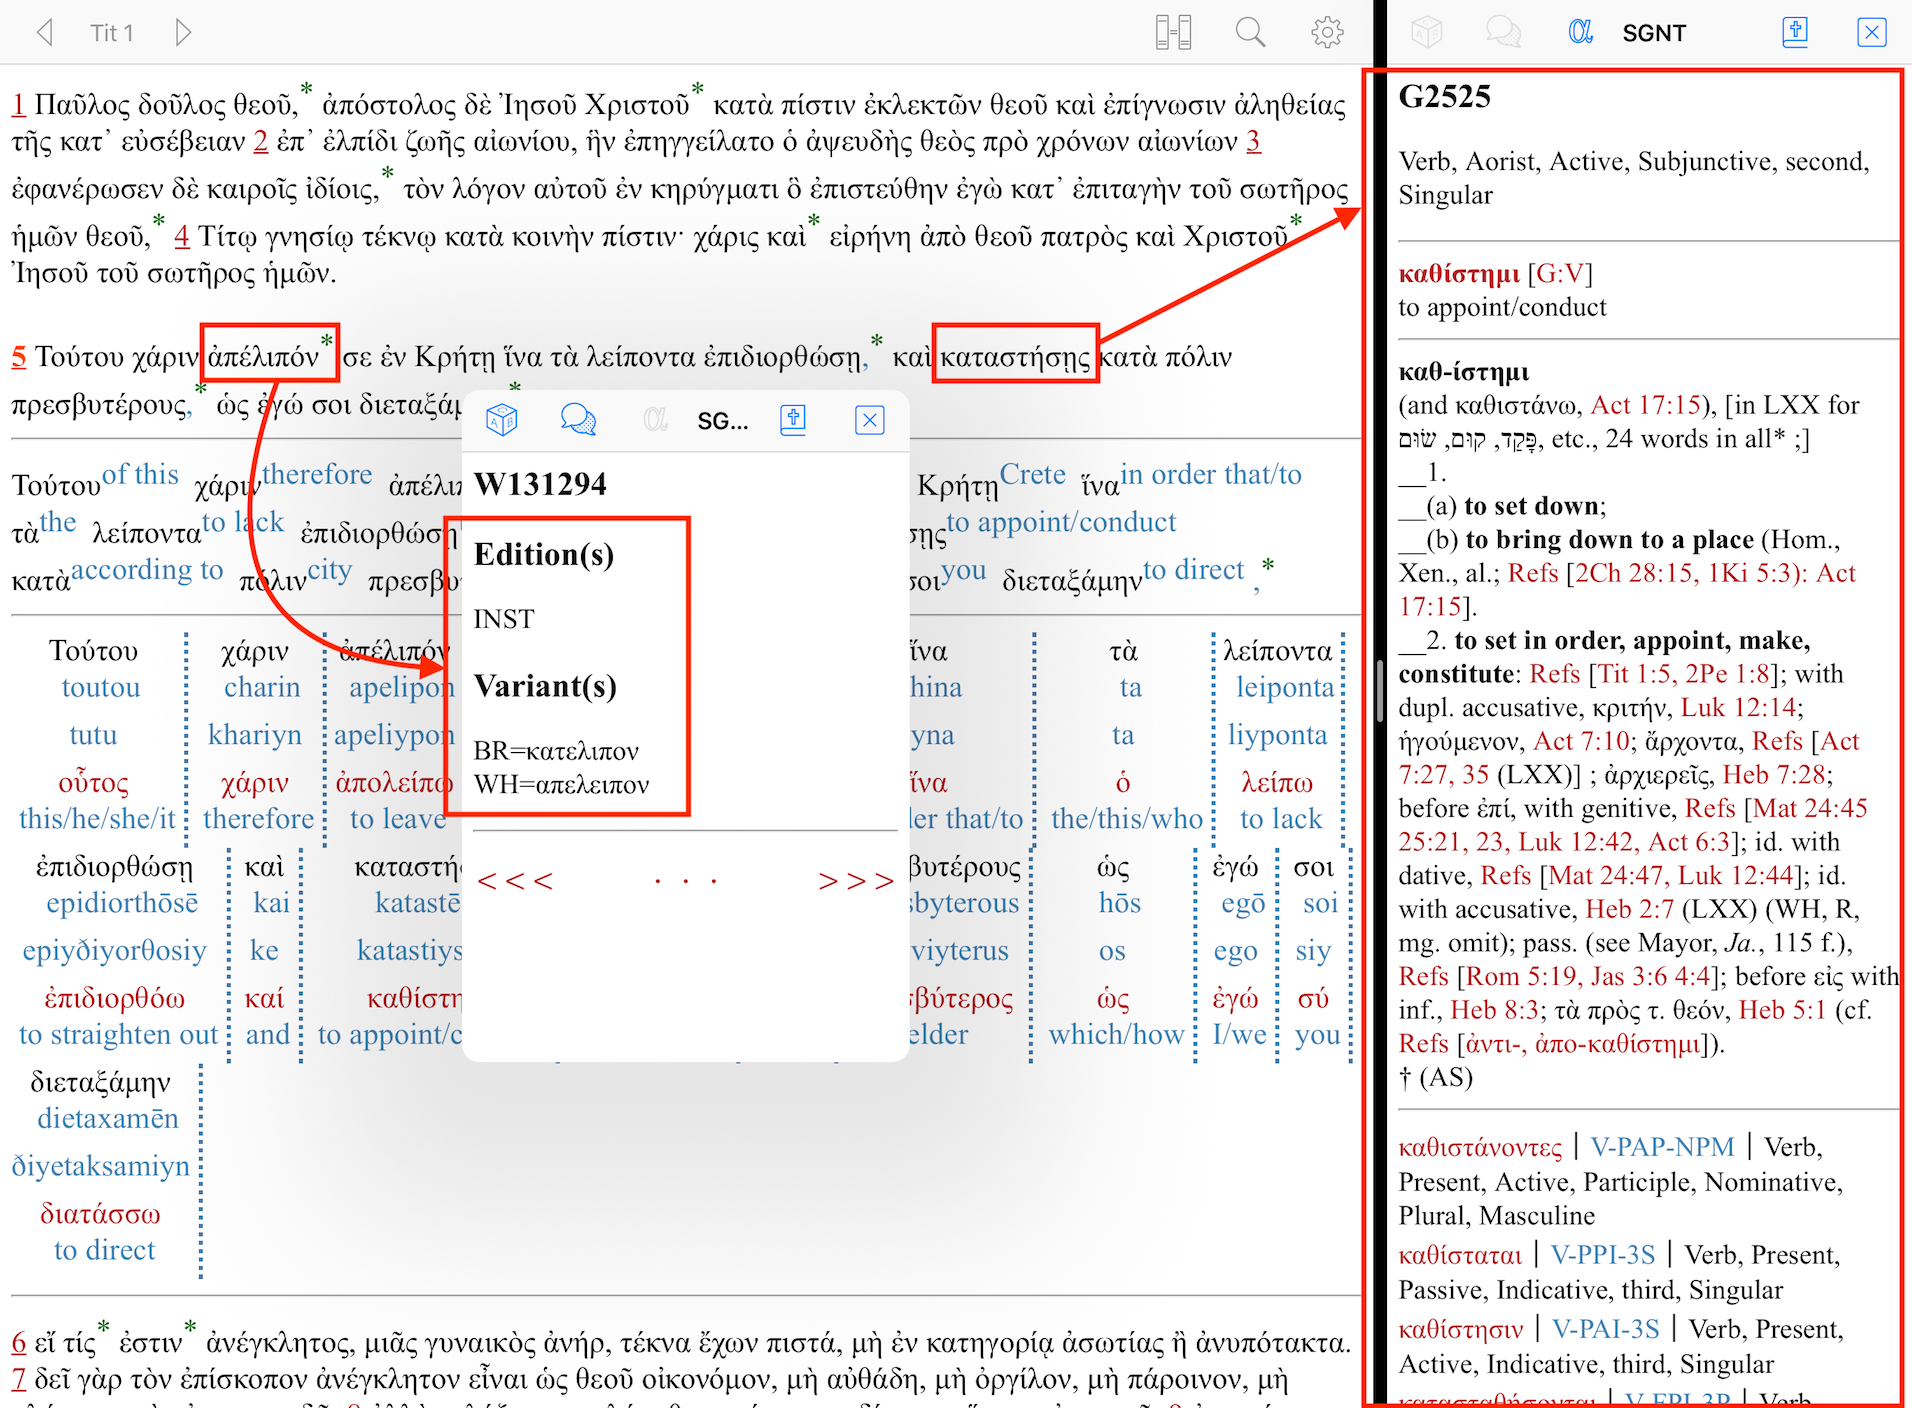 Tit 1
1 Παῦλος δοῦλος θεοῦ,* ἀπόστολος δὲ Ἰησοῦ Χριστοῦ* κατὰ πίστιν ἐκλεκτῶν θεοῦ καὶ ἐπίγνωσιν ἀληθείας
τῆς κατ᾽ εὐσέβειαν 2 ἐπ᾽ ἐλπίδι ζωῆς αἰωνίου, ἣν ἐπηγγείλατο ὁ ἀψευδὴς θεὸς πρὸ χρόνων αἰωνίων 3
ἐφανέρωσεν δὲ καιροῖς ἰδίοις,* τὸν λόγον αὐτοῦ ἐν κηρύγματι ὃ ἐπιστεύθην ἐγὼ κατ᾽ ἐπιταγὴν τοῦ σωτῆρος
ἡμῶν θεοῦ,* 4 Τίτῳ γνησίῳ τέκνῳ κατὰ κοινὴν πίστιν· χάρις καὶ* εἰρήνη ἀπὸ θεοῦ πατρὸς καὶ Χριστοῦ*
Ἰησοῦ τοῦ σωτῆρος ἡμῶν.
5 Τούτου χάριν ἀπέλιπόν* σε ἐν Κρήτῃ ἵνα τὰ λείποντα ἐπιδιορθώσῃ,* καὶ καταστήσῃς κατὰ πόλιν
πρεσβυτέρους,* ὡς ἐγώ σοι διεταξάμ *
Τούτου of this χάριν therefore ἀπέλι Κρήτῃ Crete ἵνα in order that/to
τὰ the λείποντα to lack ἐπιδιορθώσῃ σῃς to appoint/conduct
κατὰ according to πόλιν city πρεσβυ σοι you διεταξάμην to direct ,*
Τούτου χάριν ἀπέλιπόν ἵνα τὰ λείποντα
toutou charin apelipon hina ta leiponta
tutu khariyn apeliypon yna ta liyponta
οὗτος χάριν ἀπολείπω ἵνα ὁ λείπω
this/he/she/it therefore to leave er that/to the/this/who to lack
ἐπιδιορθώσῃ καὶ καταστή βυτέρους ὡς ἐγώ σοι
epidiorthōsē kai katastē sbyterous hōs egō soi
epiyðiyorθosiy ke katastiys viyterus os ego siy
ἐπιδιορθόω καί καθίστη σβύτερος ὡς ἐγώ σύ
to straighten out and to appoint/c elder which/how I/we you
διεταξάμην
dietaxamēn
ðiyetaksamiyn
διατάσσω
to direct
6 εἴ τίς* ἐστιν* ἀνέγκλητος, μιᾶς γυναικὸς ἀνήρ, τέκνα ἔχων πιστά, μὴ ἐν κατηγορίᾳ ἀσωτίας ἢ ἀνυπότακτα.
7 δεῖ γὰρ τὸν ἐπίσκοπον ἀνέγκλητον εἶναι ὡς θεοῦ οἰκονόμον, μὴ αὐθάδη, μὴ ὀργίλον, μὴ πάροινον, μὴ
SG...
W131294
Edition(s)
INST
Variant(s)
BR=κατελιπον
WH=απελειπον
<<< · · · >>>
SGNT
G2525
Verb, Aorist, Active, Subjunctive, second,
Singular
καθίστημι [G:V]
to appoint/conduct
καθ-ίστημι
(and καθιστάνω, Act 17:15), [in LXX for
פָּקַד, קוּם, שׂוּם, etc., 24 words in all* ;]
__1.
__(a) to set down;
__(b) to bring down to a place (Hom.,
Xen., al.; Refs [2Ch 28:15, 1Ki 5:3): Act
17:15].
__2. to set in order, appoint, make,
constitute: Refs [Tit 1:5, 2Pe 1:8]; with
dupl. accusative, κριτήν, Luk 12:14;
ἡγούμενον, Act 7:10; ἄρχοντα, Refs [Act
7:27, 35 (LXX)] ; ἀρχιερεῖς, Heb 7:28;
before ἐπί, with genitive, Refs [Mat 24:45
25:21, 23, Luk 12:42, Act 6:3]; id. with
dative, Refs [Mat 24:47, Luk 12:44]; id.
with accusative, Heb 2:7 (LXX) (WH, R,
mg. omit); pass. (see Mayor, Ja., 115 f.),
Refs [Rom 5:19, Jas 3:6 4:4]; before εἰς with
inf., Heb 8:3; τὰ πρὸς τ. θεόν, Heb 5:1 (cf.
Refs [ἀντι-, ἀπο-καθίστημι]).
† (AS)
καθιστάνοντες | V-PAP-NPM | Verb,
Present, Active, Participle, Nominative,
Plural, Masculine
καθίσταται | V-PPI-3S | Verb, Present,
Passive, Indicative, third, Singular
καθίστησιν | V-PAI-3S | Verb, Present,
Active, Indicative, third, Singular
κατασταθήσονται | V-FPI-3P | Verb